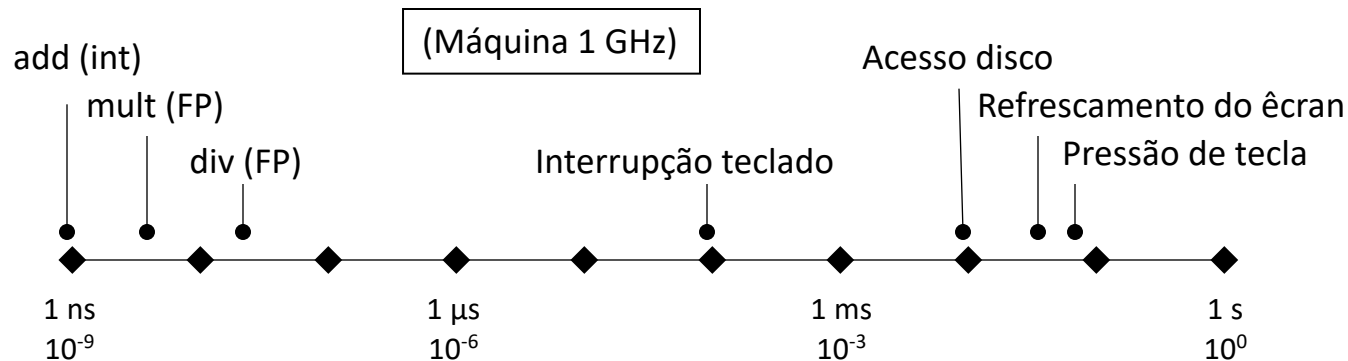 (Máquina 1 GHz)
add (int)
mult (FP)
div (FP)
Interrupção teclado
Acesso disco
Refrescamento do êcran
Pressão de tecla
1 ns
10⁻⁹
1 μs
10⁻⁶
1 ms
10⁻³
1 s
10⁰